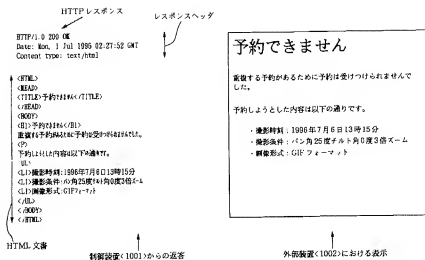 HTTPレスポンス
レスポンスヘッダ
HTTP/1.0 200 OK
Date: Mon, 1 Jul 1995 02:27:52 GMT
Content type: text/html
<HTML>
<HEAD>
<TITLE>予約できません</TITLE>
</HEAD>
<BODY>
<H1>予約できません</H1>
重複する予約があるために予約は受けつけられませんでした。
<P>
予約しようとした内容は以下の通りです。
<UL>
<LI>撮影時刻:1996年7月6日13時15分
<LI>撮影条件:パン角25度チルト角0度3倍ズーム
<LI>画像形式:GIFフォーマット
</UL>
</BODY>
</HTML>
HTML文書
制御装置<1001>からの返答
予約できません
重複する予約があるために予約は受けつけられませんで
した。
予約しようとした内容は以下の通りです。
・撮影時刻:1996年7月6日13時15分
・撮影条件:パン角25度チルト角0度3倍ズーム
・画像形式:GIFフォーマット
外部装置<1002>における表示